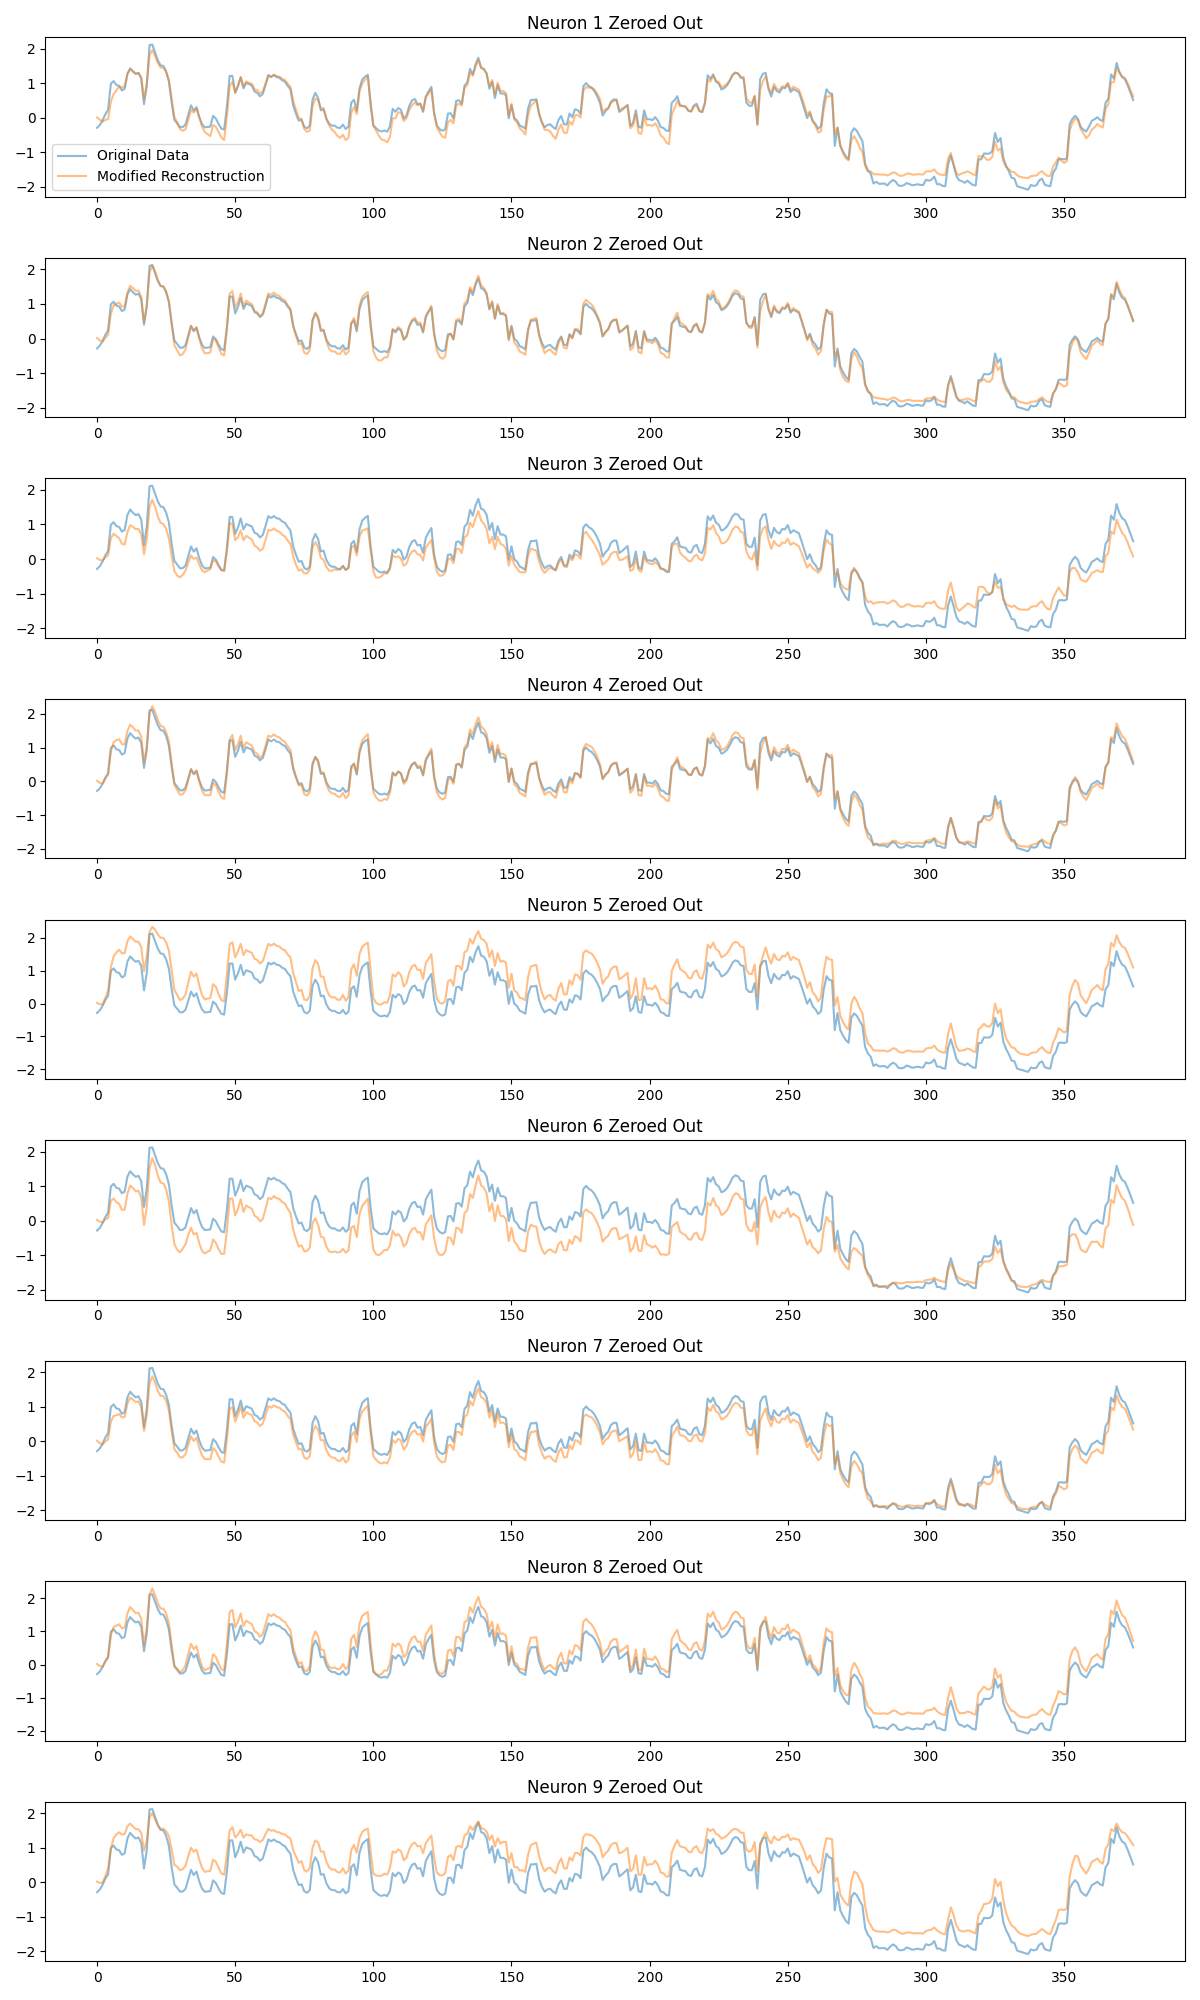 Neuron 1 Zeroed Out
2
1
0
−1
−2
Original Data
Modified Reconstruction
0 50 100 150 200 250 300 350
Neuron 2 Zeroed Out
2
1
0
−1
−2
0 50 100 150 200 250 300 350
Neuron 3 Zeroed Out
2
1
0
−1
−2
0 50 100 150 200 250 300 350
Neuron 4 Zeroed Out
2
1
0
−1
−2
0 50 100 150 200 250 300 350
Neuron 5 Zeroed Out
2
1
0
−1
−2
0 50 100 150 200 250 300 350
Neuron 6 Zeroed Out
2
1
0
−1
−2
0 50 100 150 200 250 300 350
Neuron 7 Zeroed Out
2
1
0
−1
−2
0 50 100 150 200 250 300 350
Neuron 8 Zeroed Out
2
1
0
−1
−2
0 50 100 150 200 250 300 350
Neuron 9 Zeroed Out
2
1
0
−1
−2
0 50 100 150 200 250 300 350